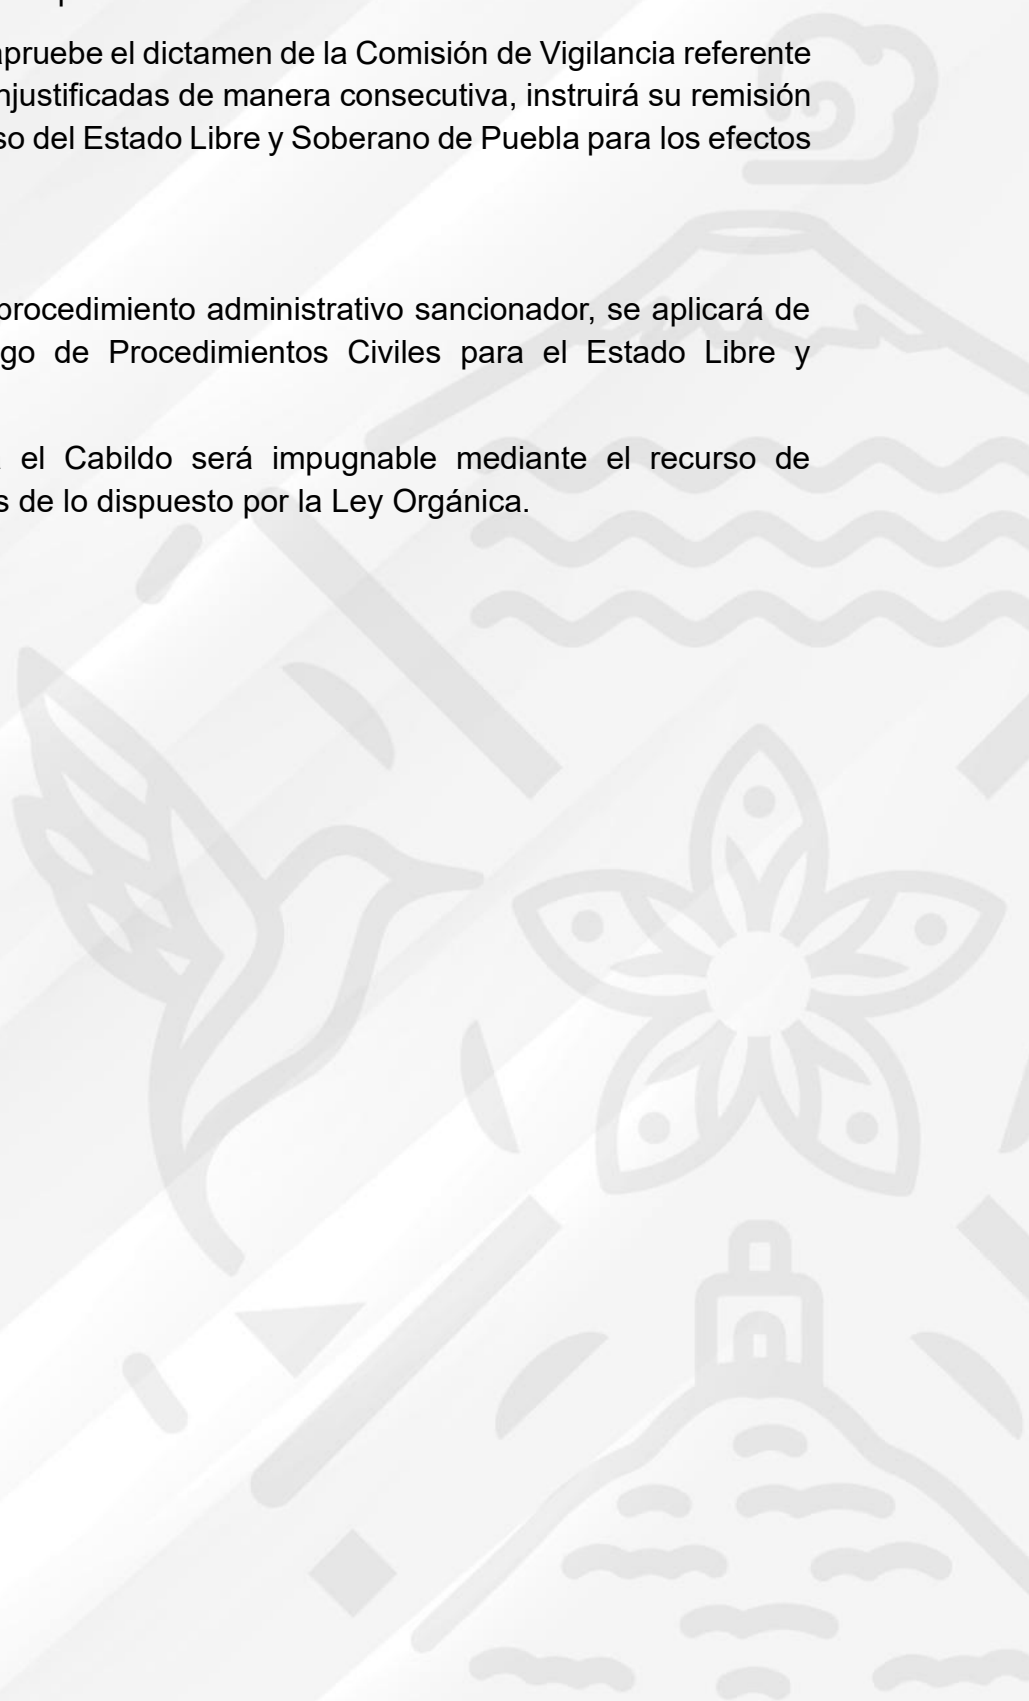 apruebe el dictamen de la Comisión de Vigilancia referente
njustificadas de manera consecutiva, instruirá su remisión
so del Estado Libre y Soberano de Puebla para los efectos
procedimiento administrativo sancionador, se aplicará de
go de Procedimientos Civiles para el Estado Libre y
el Cabildo será impugnable mediante el recurso de
s de lo dispuesto por la Ley Orgánica.